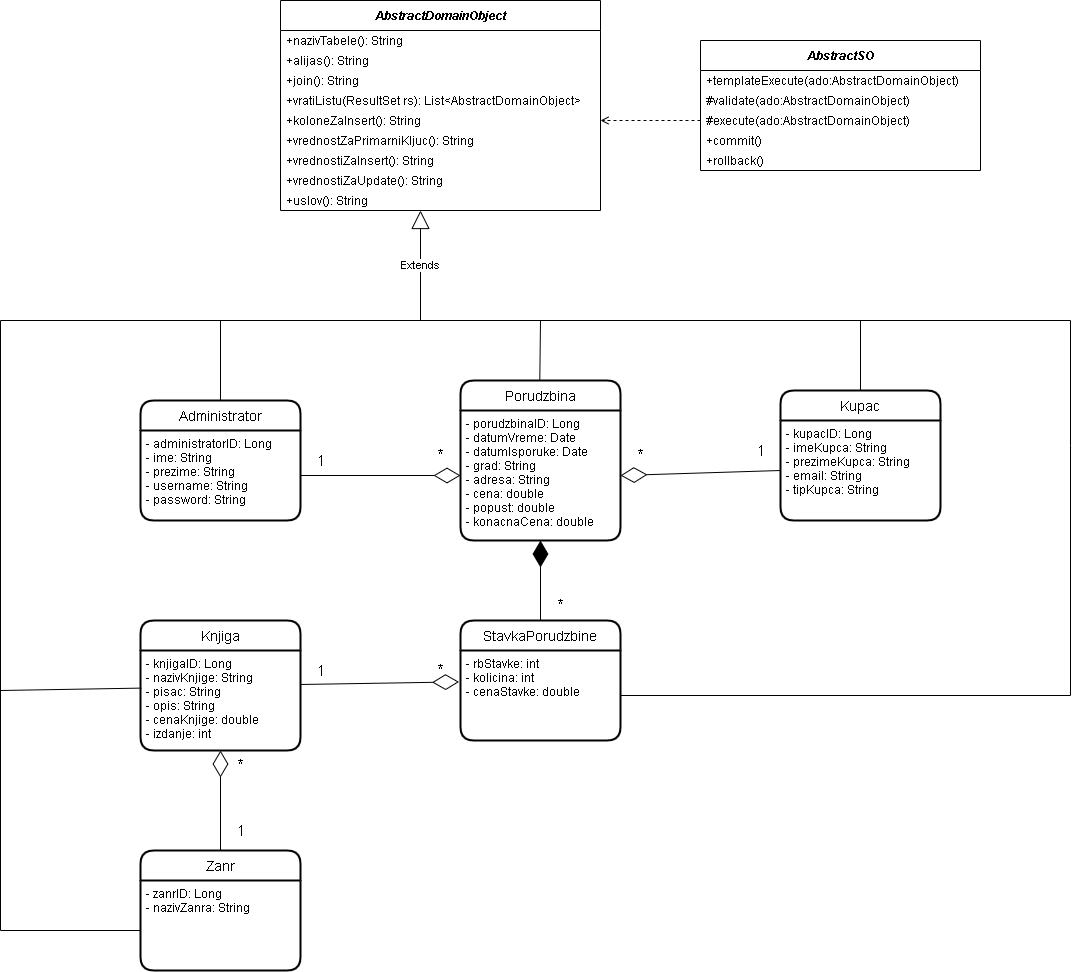 AbstractDomainObject
+nazivTabele(): String
+alijas(): String
+join(): String
+vratiListu(ResultSet rs): List<AbstractDomainObject>
+koloneZaInsert(): String
+vrednostZaPrimarniKljuc(): String
+vrednostiZaInsert(): String
+vrednostiZaUpdate(): String
+uslov(): String
AbstractSO
+templateExecute(ado:AbstractDomainObject)
#validate(ado:AbstractDomainObject)
#execute(ado:AbstractDomainObject)
+commit()
+rollback()
Extends
Administrator
- administratorID: Long
- ime: String
- prezime: String
- username: String
- password: String
1
*
Porudzbina
- porudzbinaID: Long
- datumVreme: Date
- datumIsporuke: Date
- grad: String
- adresa: String
- cena: double
- popust: double
- konacnaCena: double
*
1
Kupac
- kupacID: Long
- imeKupca: String
- prezimeKupca: String
- email: String
- tipKupca: String
*
Knjiga
- knjigaID: Long
- nazivKnjige: String
- pisac: String
- opis: String
- cenaKnjige: double
- izdanje: int
1
*
StavkaPorudzbine
- rbStavke: int
- kolicina: int
- cenaStavke: double
*
1
Zanr
- zanrID: Long
- nazivZanra: String